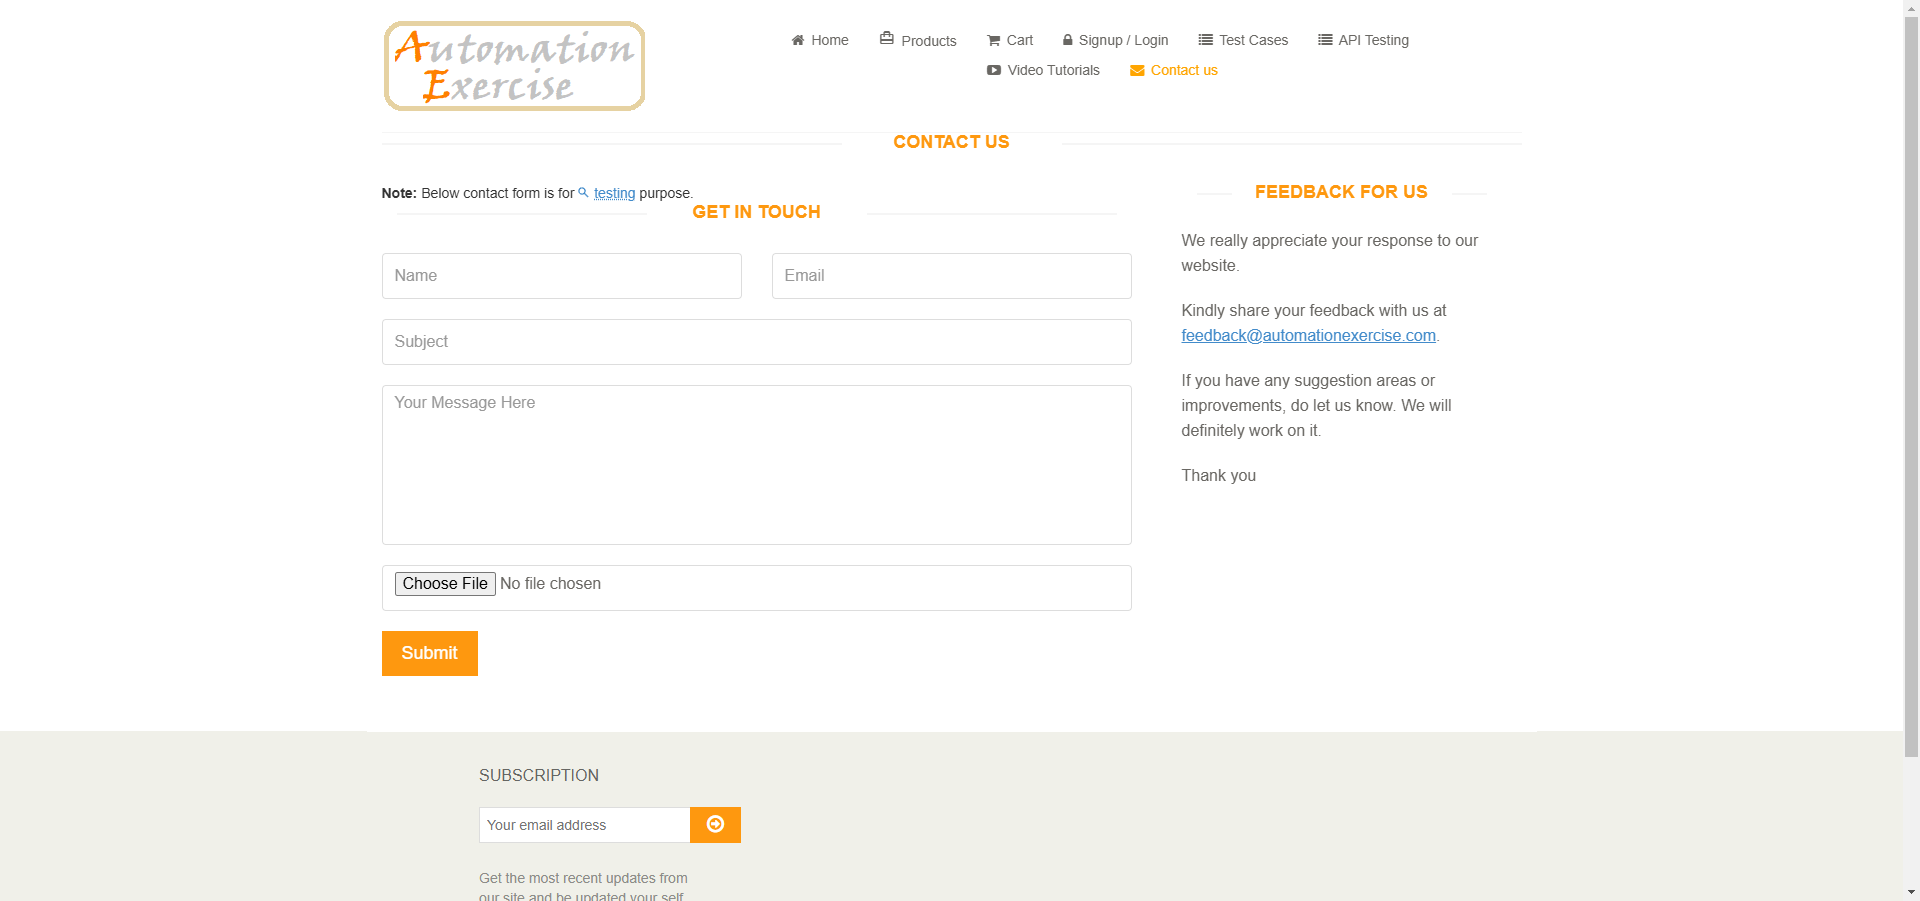 Automation
Exercise
Home
Products
Cart
Signup / Login
Test Cases
API Testing
Video Tutorials
Contact us
CONTACT US
Note: Below contact form is for testing purpose.
GET IN TOUCH
Name
Email
Subject
Your Message Here
Choose File No file chosen
Submit
FEEDBACK FOR US
We really appreciate your response to our
website.
Kindly share your feedback with us at
feedback@automationexercise.com.
If you have any suggestion areas or
improvements, do let us know. We will
definitely work on it.
Thank you
SUBSCRIPTION
Your email address
Get the most recent updates from
our site and be updated your self